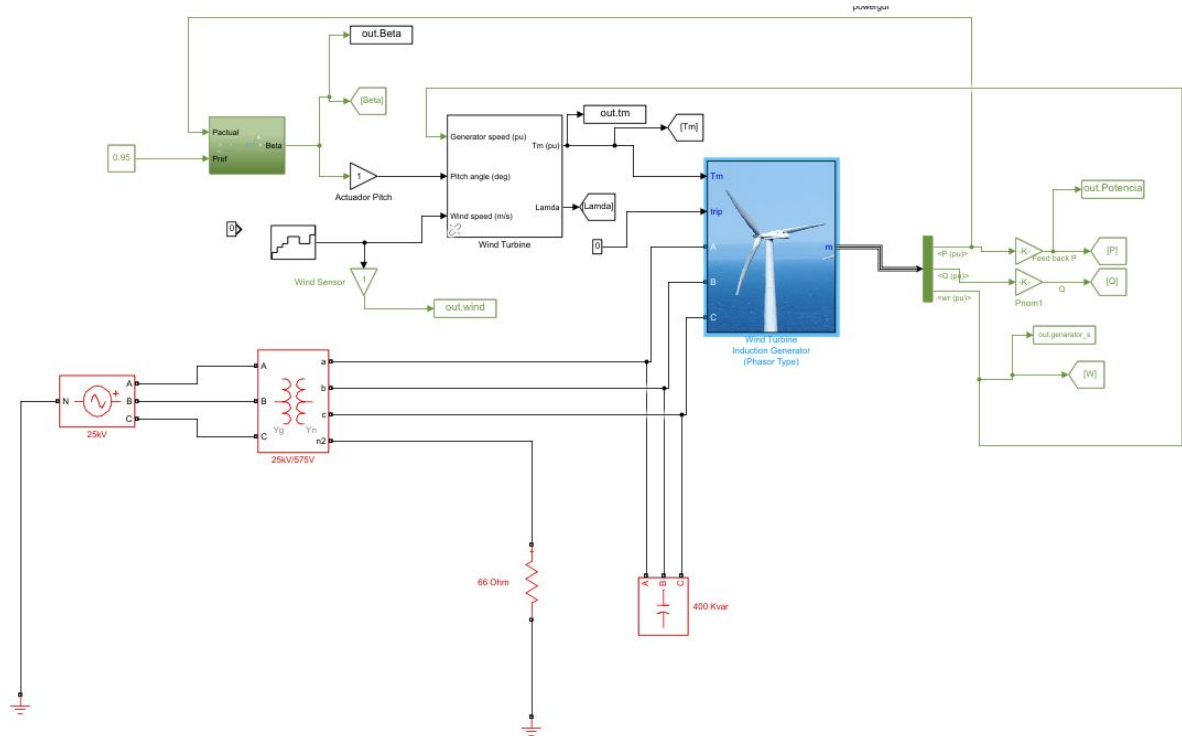 powergui
out.Beta
[Beta]
Pactual
Pref
Beta
0.95
1
Actuador Pitch
Generator speed (pu)
Pitch angle (deg)
Wind speed (m/s)
Tm (pu)
Lamda
Wind Turbine
out.tm
[Tm]
[Lamda]
0
0
Wind Sensor
1
out.wind
Tm
trip
A
B
C
m
Wind Turbine
Induction Generator
(Phasor Type)
<P (pu)>
<Q (pu)>
<wr (pu)>
-K-
Feed back P
-K-
Q
Pnom1
out.Potencia
[P]
[Q]
out.genarator_s
[W]
N
A
B
C
25kV
A
B
C
Yg
Yn
a
b
c
n2
25kV/575V
+
66 Ohm
A
B
C
400 Kvar